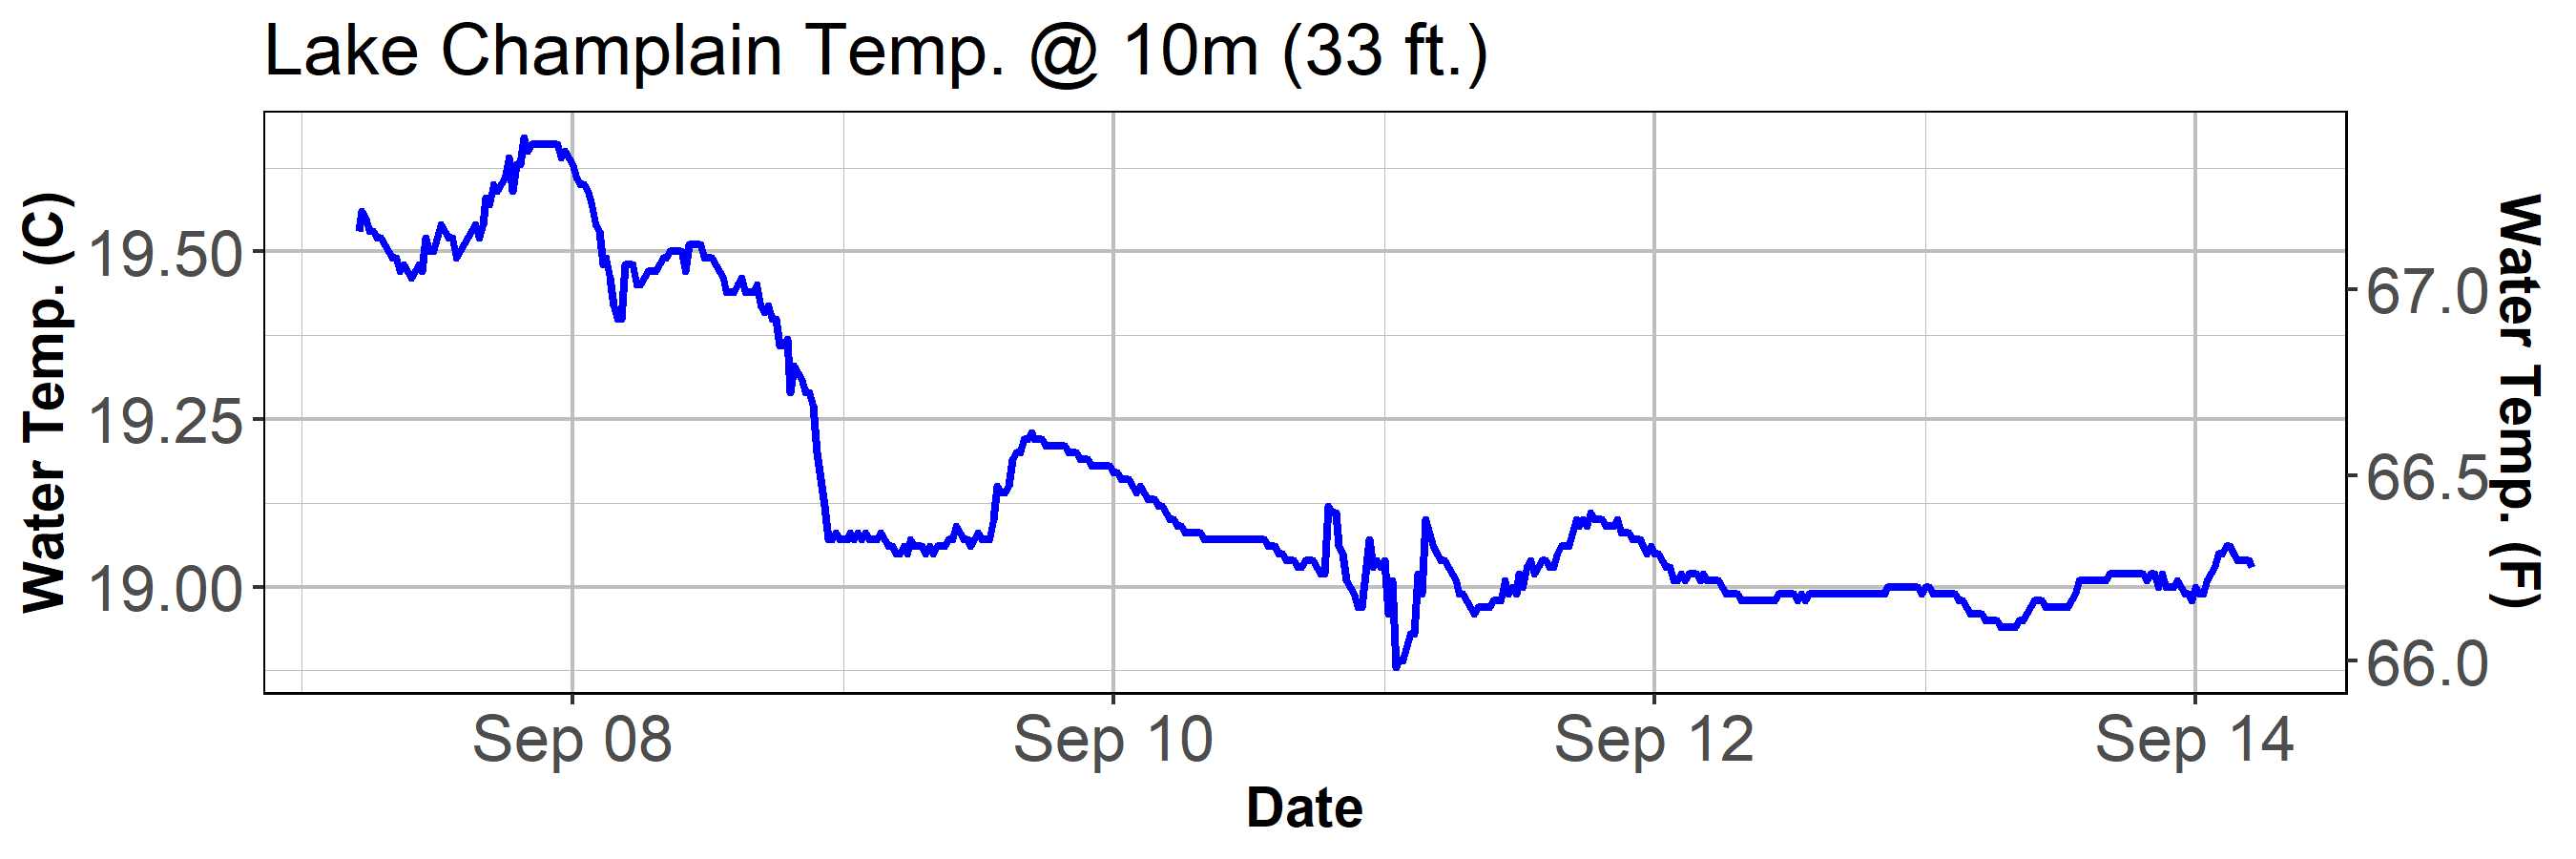 Lake Champlain Temp. @ 10m (33 ft.)
Water Temp. (C)
19.50
19.25
19.00
67.0
66.5
66.0
Water Temp. (F)
Sep 08
Sep 10
Sep 12
Sep 14
Date